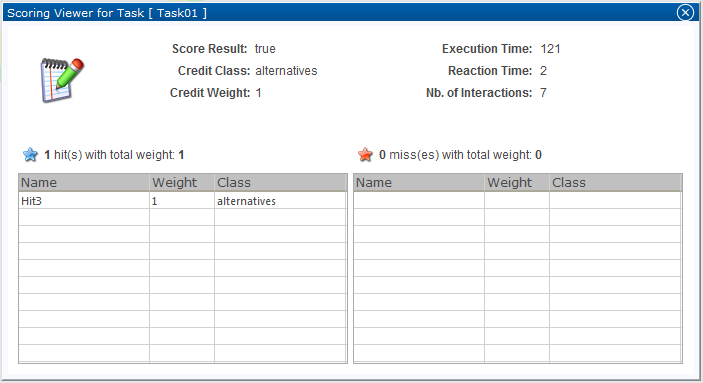 Scoring Viewer for Task [ Task01 ]
Score Result: true Execution Time: 121
Credit Class: alternatives Reaction Time: 2
Credit Weight: 1 Nb. of Interactions: 7
1 hit(s) with total weight: 1 0 miss(es) with total weight: 0
Name Weight Class Name Weight Class
Hit3 1 alternatives